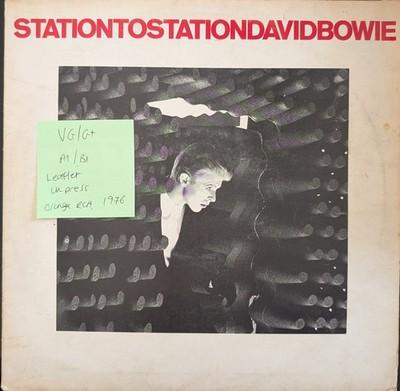 STATIONTOSTATIONDAVIDBOWIE
VG/G+
A1/B1
Leaflet
UK press
Orange RCA, 1976